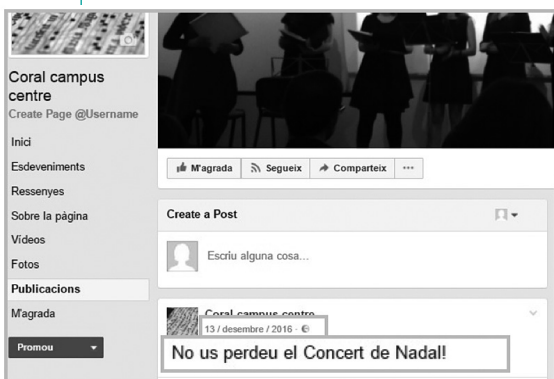 Coral campus
centre
Create Page @Username
Inici
Esdeveniments
Ressenyes
Sobre la pàgina
Vídeos
Fotos
Publicacions
M'agrada
Promou
M'agrada Segueix Comparteix
Create a Post
Escriu alguna cosa...
Coral campus centre
13 / desembre / 2016 ·
No us perdeu el Concert de Nadal!